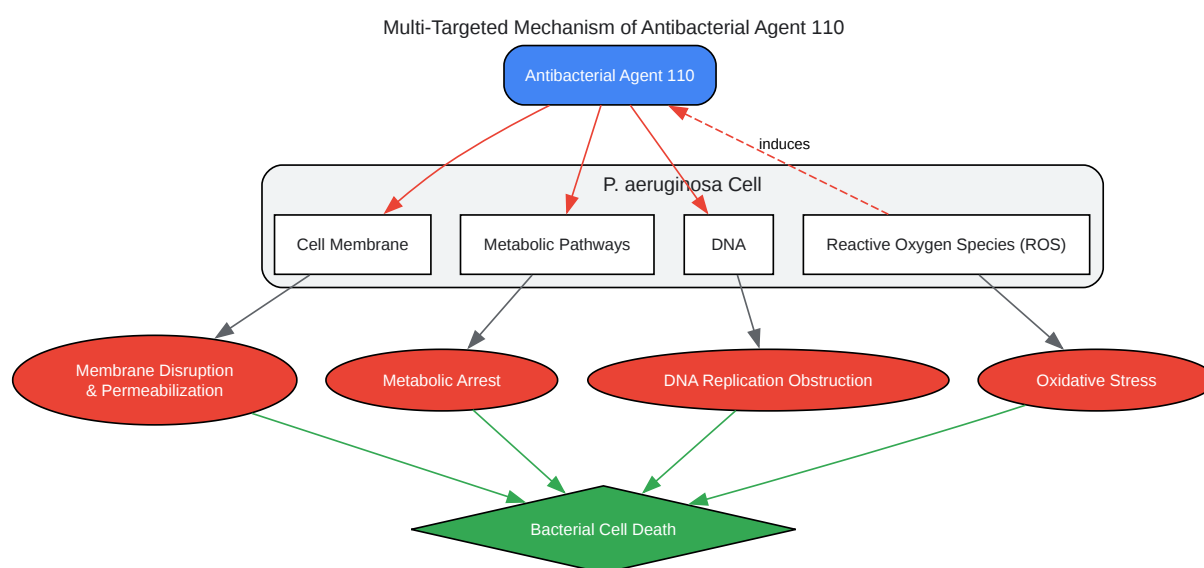 Multi-Targeted Mechanism of Antibacterial Agent 110
Antibacterial Agent 110
induces
P. aeruginosa Cell
Cell Membrane
Metabolic Pathways
DNA
Reactive Oxygen Species (ROS)
Membrane Disruption
& Permeabilization
Metabolic Arrest
DNA Replication Obstruction
Oxidative Stress
Bacterial Cell Death